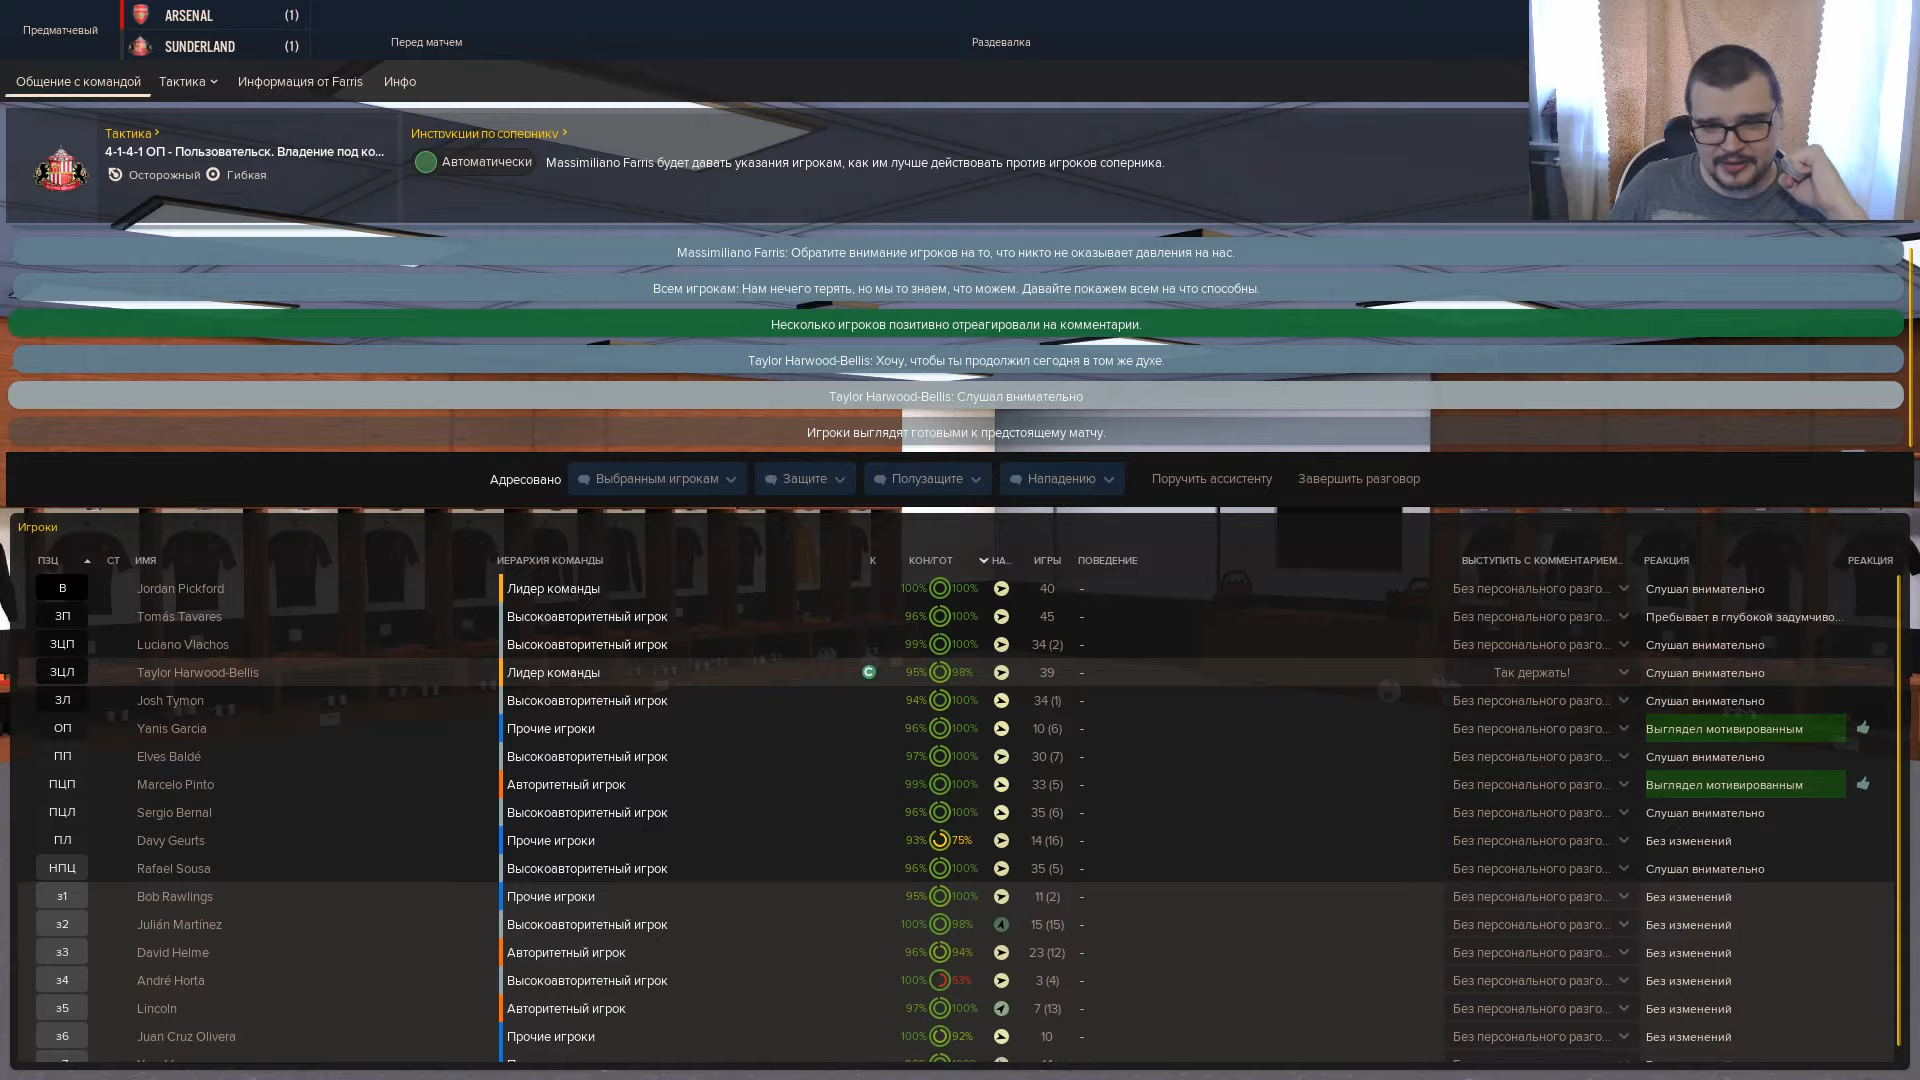 Предматчевый
ARSENAL (1)
SUNDERLAND (1)
Перед матчем
Раздевалка
Общение с командой Тактика Информация от Farris Инфо
Тактика
4-1-4-1 ОП - Пользовательск. Владение под ко...
Осторожный Гибкая
Инструкции по сопернику
Автоматически Massimiliano Farris будет давать указания игрокам, как им лучше действовать против игроков соперника.
Massimiliano Farris: Обратите внимание игроков на то, что никто не оказывает давления на нас.
Всем игрокам: Нам нечего терять, но мы то знаем, что можем. Давайте покажем всем на что способны.
Несколько игроков позитивно отреагировали на комментарии.
Taylor Harwood-Bellis: Хочу, чтобы ты продолжил сегодня в том же духе.
Taylor Harwood-Bellis: Слушал внимательно
Игроки выглядят готовыми к предстоящему матчу.
Адресовано Выбранным игрокам Защите Полузащите Нападению Поручить ассистенту Завершить разговор
Игроки
ПЗЦ СТ ИМЯ ИЕРАРХИЯ КОМАНДЫ К КОН/ГОТ НА... ИГРЫ ПОВЕДЕНИЕ ВЫСТУПИТЬ С КОММЕНТАРИЕМ... РЕАКЦИЯ РЕАКЦИЯ
В Jordan Pickford Лидер команды 100% 100% 40 - Без персонального разго... Слушал внимательно
ЗП Tomás Tavares Высокоавторитетный игрок 96% 100% 45 - Без персонального разго... Пребывает в глубокой задумчиво...
ЗЦП Luciano Vlachos Высокоавторитетный игрок 99% 100% 34 (2) - Без персонального разго... Слушал внимательно
ЗЦЛ Taylor Harwood-Bellis Лидер команды C 95% 98% 39 - Так держать! Слушал внимательно
ЗЛ Josh Tymon Высокоавторитетный игрок 94% 100% 34 (1) - Без персонального разго... Слушал внимательно
ОП Yanis Garcia Прочие игроки 96% 100% 10 (6) - Без персонального разго... Выглядел мотивированным
ПП Elves Baldé Высокоавторитетный игрок 97% 100% 30 (7) - Без персонального разго... Слушал внимательно
ПЦП Marcelo Pinto Авторитетный игрок 99% 100% 33 (5) - Без персонального разго... Выглядел мотивированным
ПЦЛ Sergio Bernal Высокоавторитетный игрок 96% 100% 35 (6) - Без персонального разго... Слушал внимательно
ПЛ Davy Geurts Прочие игроки 93% 75% 14 (16) - Без персонального разго... Без изменений
НПЦ Rafael Sousa Высокоавторитетный игрок 96% 100% 35 (5) - Без персонального разго... Слушал внимательно
з1 Bob Rawlings Прочие игроки 95% 100% 11 (2) - Без персонального разго... Без изменений
з2 Julián Martínez Высокоавторитетный игрок 100% 98% 15 (15) - Без персонального разго... Без изменений
з3 David Helme Авторитетный игрок 96% 94% 23 (12) - Без персонального разго... Без изменений
з4 André Horta Высокоавторитетный игрок 100% 53% 3 (4) - Без персонального разго... Без изменений
з5 Lincoln Авторитетный игрок 97% 100% 7 (13) - Без персонального разго... Без изменений
з6 Juan Cruz Olivera Прочие игроки 100% 92% 10 - Без персонального разго... Без изменений